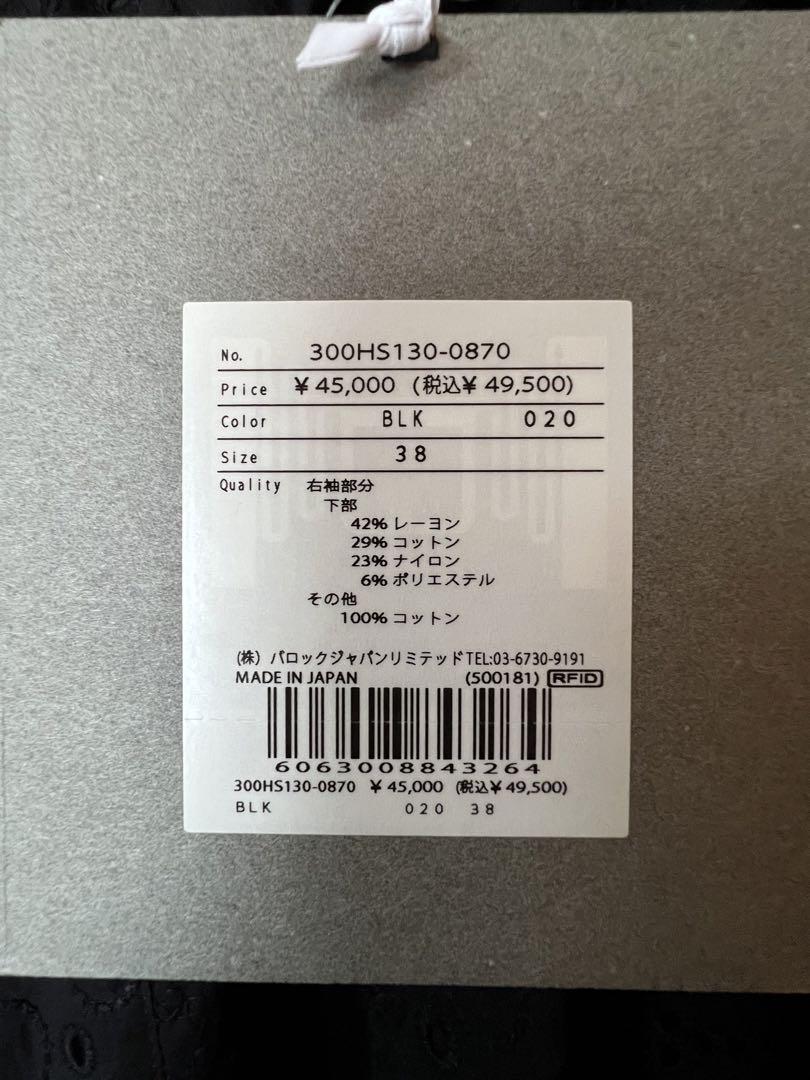 No. 300HS130-0870
Price ¥45,000 (税込¥49,500)
Color BLK 020
Size 38
Quality 右袖部分
下部
42% レーヨン
29% コットン
23% ナイロン
6% ポリエステル
その他
100% コットン
(株) バロックジャパンリミテッド TEL:03-6730-9191
MADE IN JAPAN (500181) RFID
6063008843264
300HS130-0870 ¥45,000 (税込¥49,500)
BLK 020 38